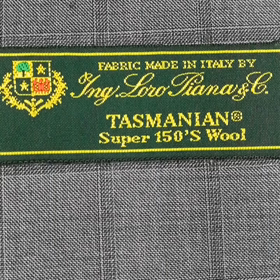 FABRIC MADE IN ITALY BY
Ing. Loro Piana & C.
TASMANIAN®
Super 150'S Wool